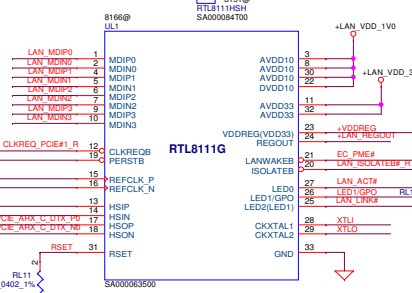 RTL8111HSH
8166@ SA000084T00
UL1
+LAN_VDD_1V0
LAN_MDIP0 1 MDIP0 AVDD10 3
LAN_MDIN0 2 MDIN0 AVDD10 8
LAN_MDIP1 4 MDIP1 AVDD10 30
LAN_MDIN1 5 MDIN1 DVDD10 22
LAN_MDIP2 6 MDIP2
LAN_MDIN2 7 MDIN2 AVDD33 11 +LAN_VDD_3
LAN_MDIP3 9 MDIP3 AVDD33 32
LAN_MDIN3 10 MDIN3
VDDREG(VDD33) 23 +VDDREG
REGOUT 24 +LAN_REGOUT
CLKREQ_PCIE#1_R 12 CLKREQB RTL8111G
19 PERSTB LANWAKEB 21 EC_PME#
ISOLATEB 20 LAN_ISOLATEB#_R
15 REFCLK_P
16 REFCLK_N LED0 27 LAN_ACT#
LED1/GPO 26 LED1/GPO RL1
13 HSIP LED2(LED1) 25 LAN_LINK#
14 HSIN
CIE_ARX_C_DTX_P0 17 HSOP CKXTAL1 28 XTLI
CIE_ARX_C_DTX_N0 18 HSON CKXTAL2 29 XTLO
RSET 31 RSET GND 33
2
RL11 SA000063500
0402_1%